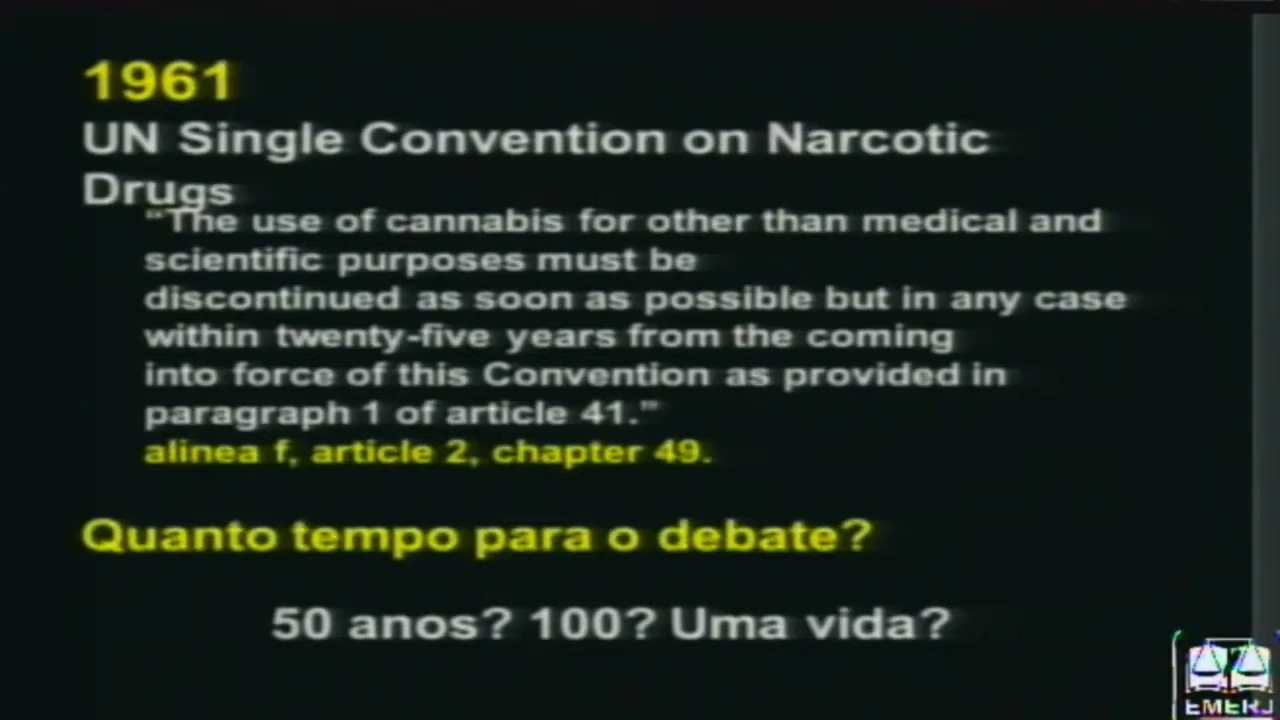 1961
UN Single Convention on Narcotic
Drugs
“The use of cannabis for other than medical and
scientific purposes must be
discontinued as soon as possible but in any case
within twenty-five years from the coming
into force of this Convention as provided in
paragraph 1 of article 41.”
alinea f, article 2, chapter 49.
Quanto tempo para o debate?
50 anos? 100? Uma vida?
EMERJ